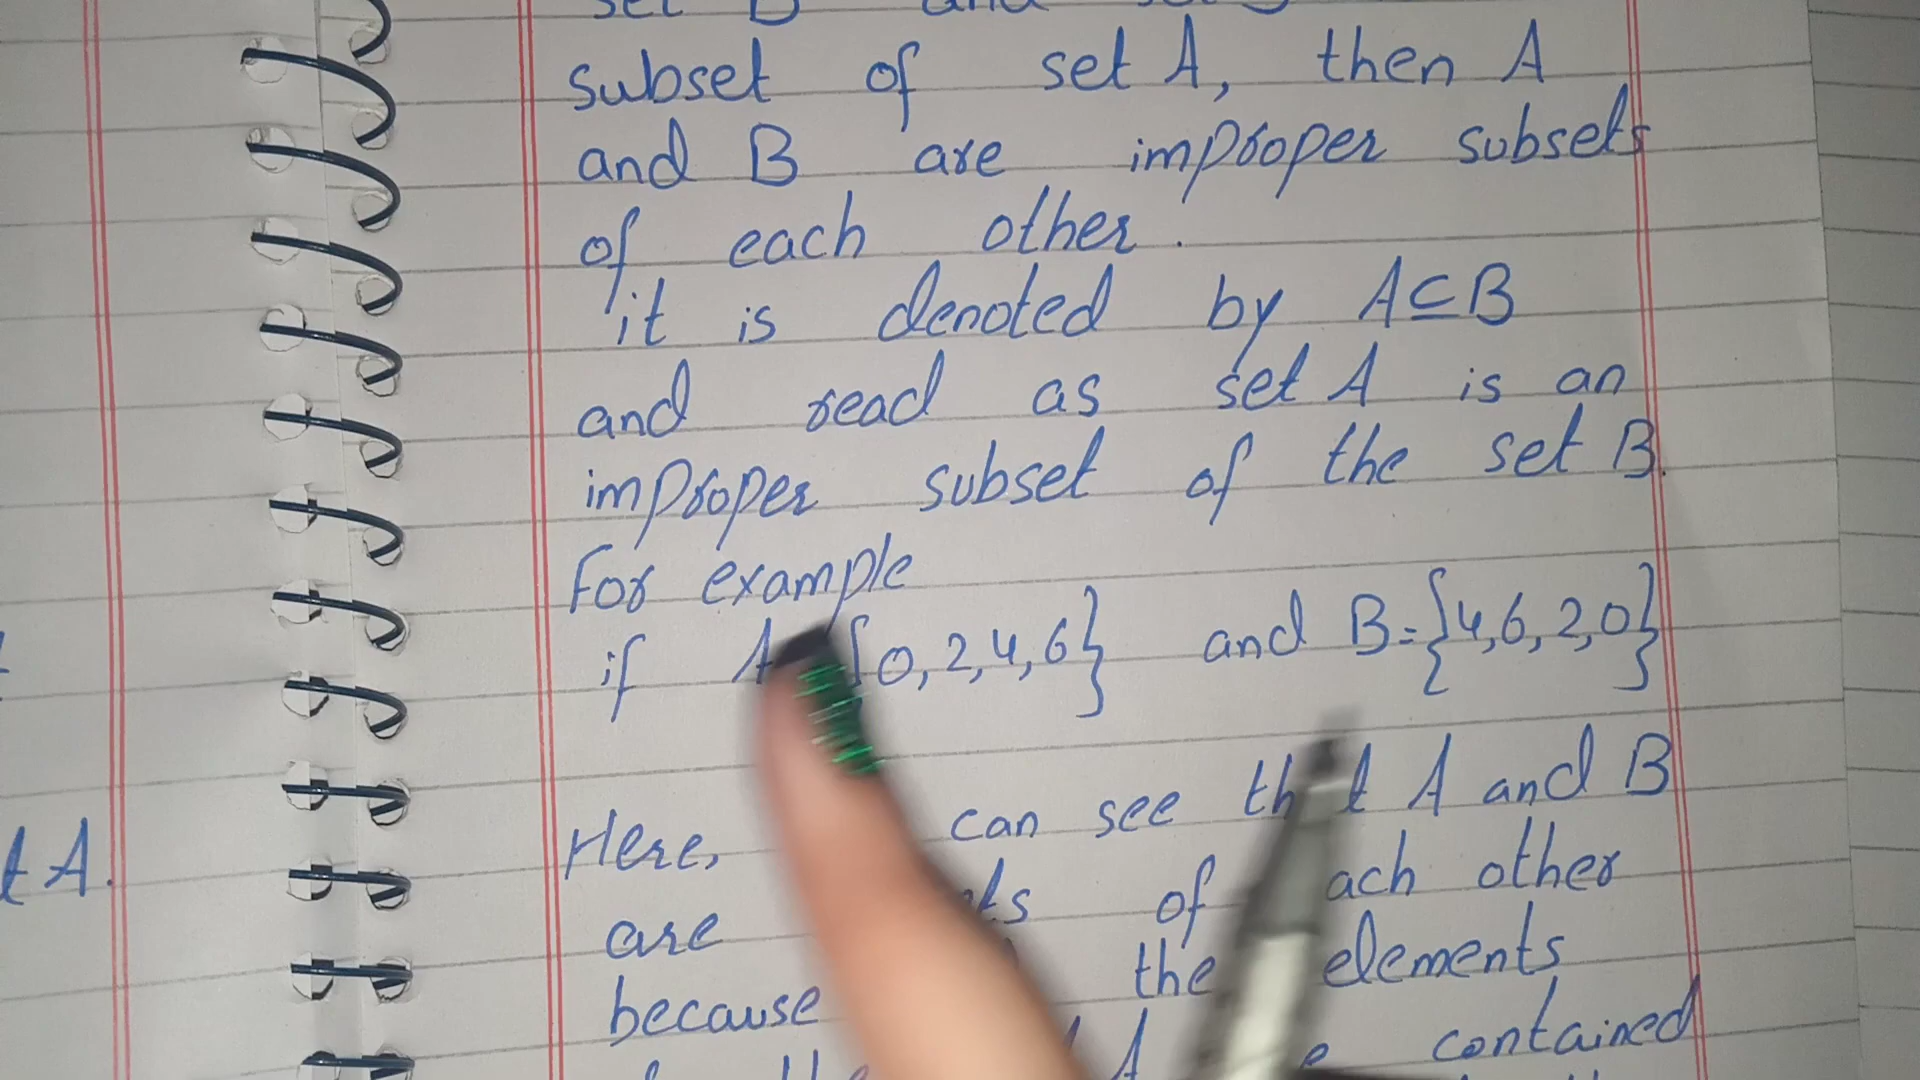 subset of set A, then A
and B are improper subsets
of each other.
it is denoted by A⊆B
and read as set A is an
improper subset of the set B.
For example
if A {0,2,4,6} and B={4,6,2,0}
Here, can see that A and B
are of each other
because the elements
A contained
t A.